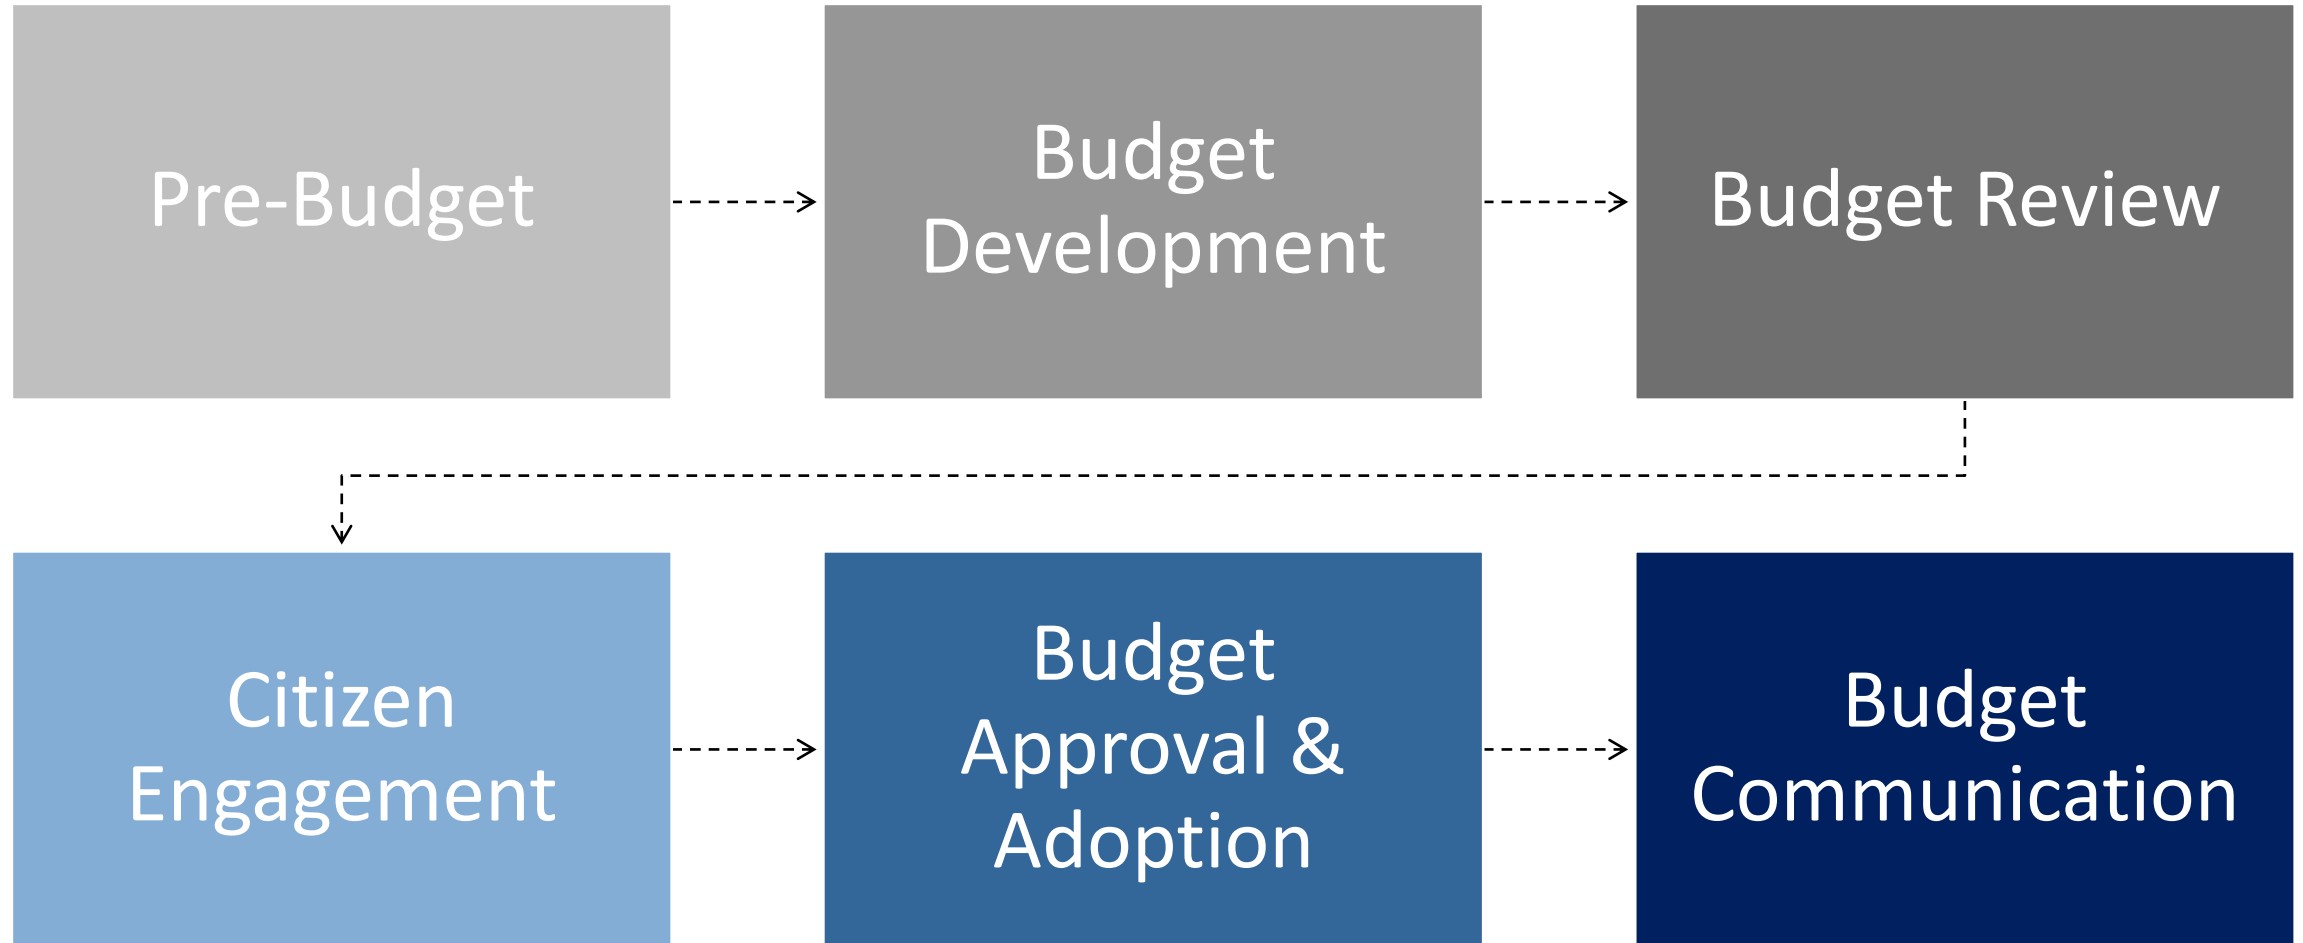 Pre-Budget
Budget
Development
Budget Review
Citizen
Engagement
Budget
Approval &
Adoption
Budget
Communication